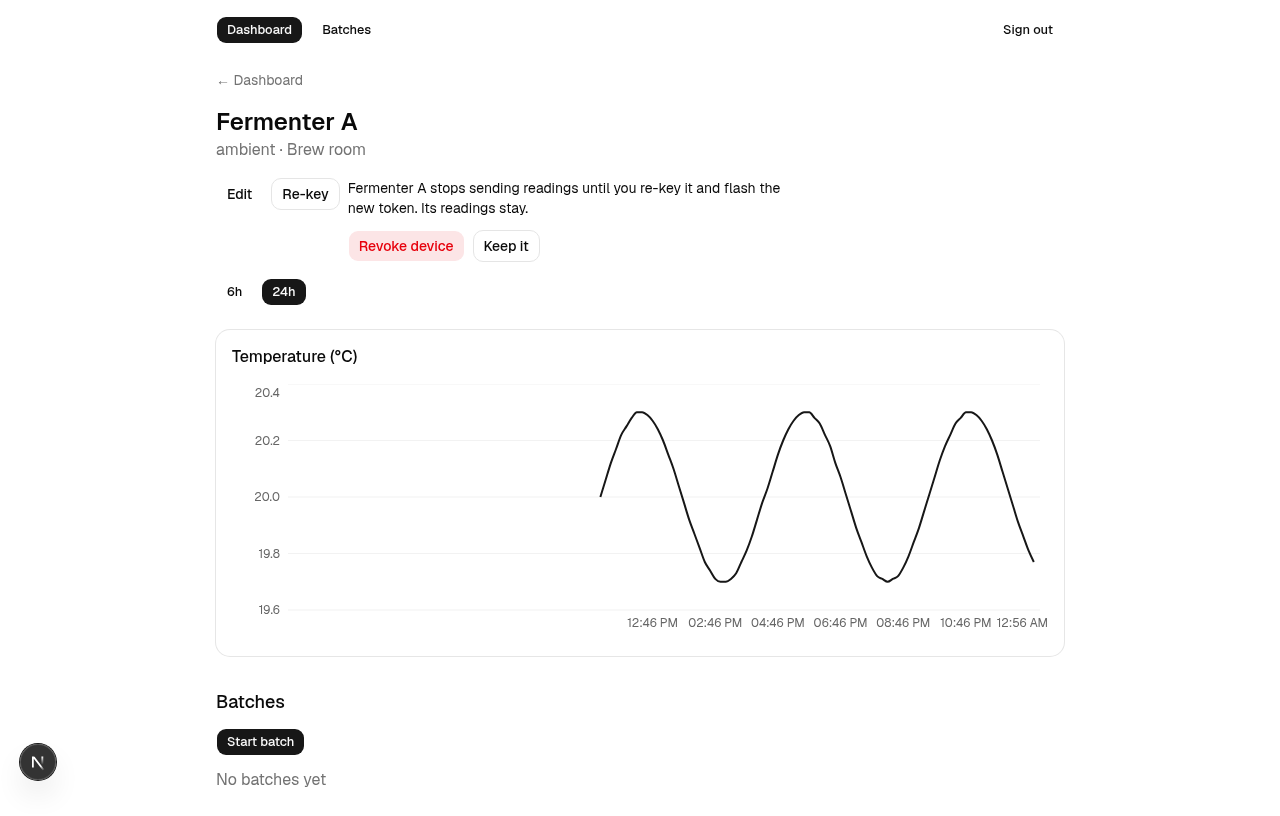 Dashboard Batches Sign out
← Dashboard
Fermenter A
ambient · Brew room
Edit Re-key Fermenter A stops sending readings until you re-key it and flash the
new token. Its readings stay.
Revoke device Keep it
6h 24h
Temperature (°C)
20.4
20.2
20.0
19.8
19.6
12:46 PM 02:46 PM 04:46 PM 06:46 PM 08:46 PM 10:46 PM 12:56 AM
Batches
Start batch
N
No batches yet